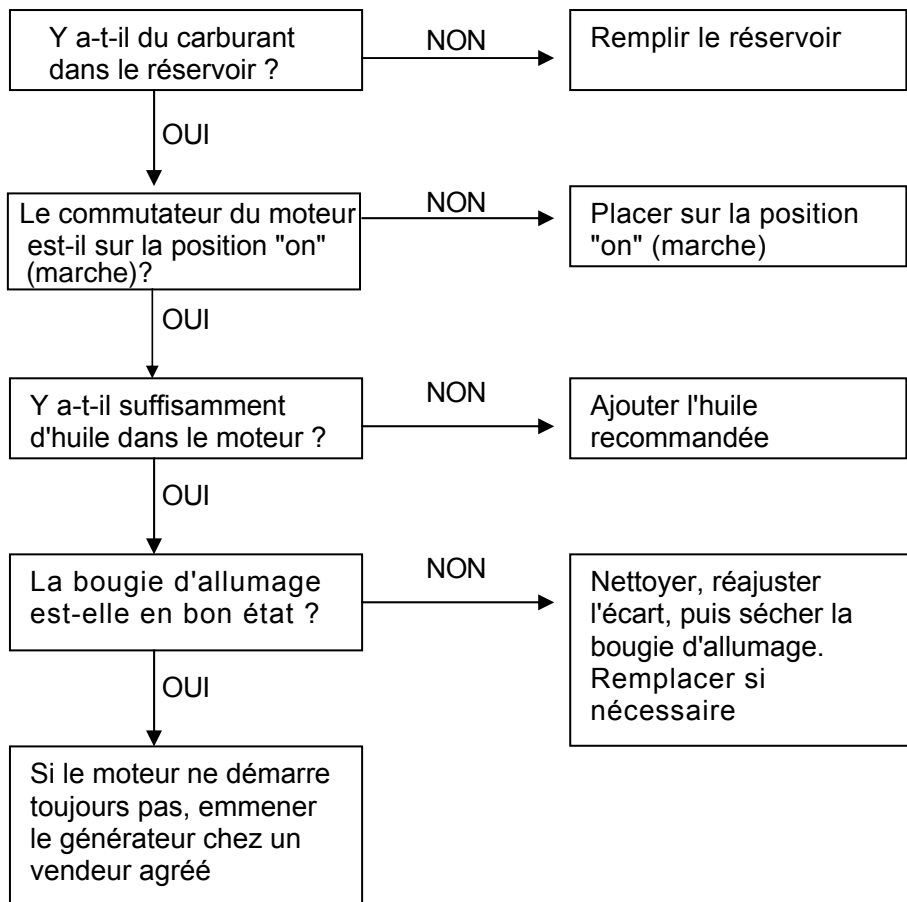 Y a-t-il du carburant
dans le réservoir ?
NON
Remplir le réservoir
OUI
Le commutateur du moteur
est-il sur la position "on"
(marche)?
NON
Placer sur la position
"on" (marche)
OUI
Y a-t-il suffisamment
d'huile dans le moteur ?
NON
Ajouter l'huile
recommandée
OUI
La bougie d'allumage
est-elle en bon état ?
NON
Nettoyer, réajuster
l'écart, puis sécher la
bougie d'allumage.
Remplacer si
nécessaire
OUI
Si le moteur ne démarre
toujours pas, emmener
le générateur chez un
vendeur agréé